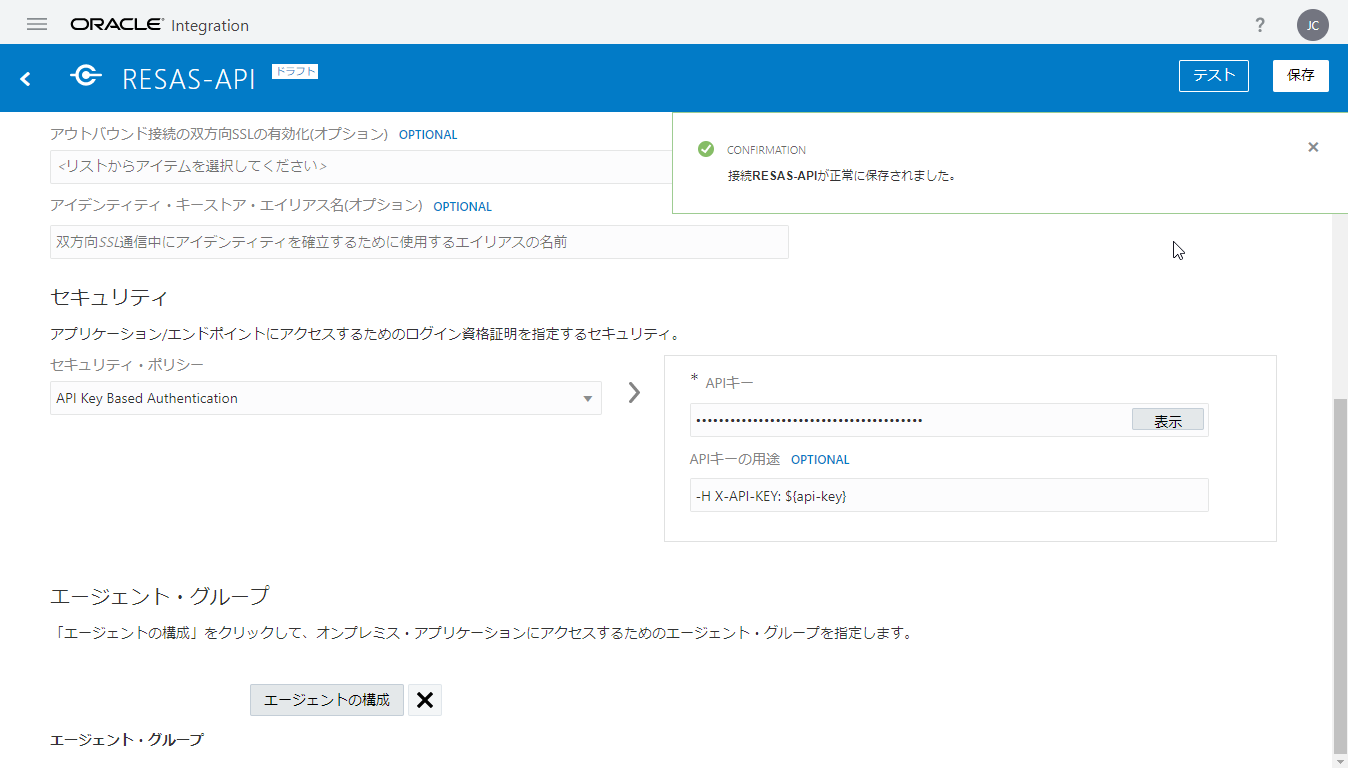 ORACLE Integration
?
JC
RESAS-API ドラフト
テスト
保存
アウトバウンド接続の双方向SSLの有効化(オプション) OPTIONAL
<リストからアイテムを選択してください>
CONFIRMATION
接続RESAS-APIが正常に保存されました。
アイデンティティ・キーストア・エイリアス名(オプション) OPTIONAL
双方向SSL通信中にアイデンティティを確立するために使用するエイリアスの名前
セキュリティ
アプリケーション/エンドポイントにアクセスするためのログイン資格証明を指定するセキュリティ。
セキュリティ・ポリシー
API Key Based Authentication
* APIキー
表示
APIキーの用途 OPTIONAL
-H X-API-KEY: ${api-key}
エージェント・グループ
「エージェントの構成」をクリックして、オンプレミス・アプリケーションにアクセスするためのエージェント・グループを指定します。
エージェントの構成
エージェント・グループ